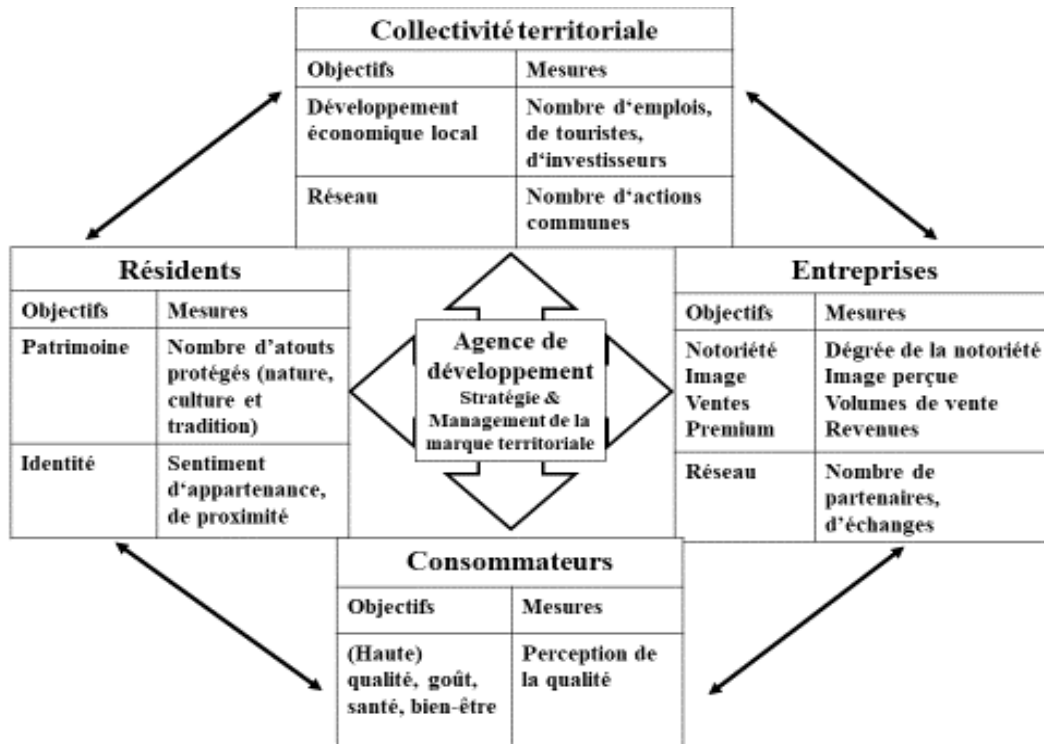 Collectivité territoriale
Objectifs Mesures
Développement économique local
Nombre d‘emplois, de touristes, d‘investisseurs
Réseau
Nombre d‘actions communes
Résidents
Objectifs Mesures
Patrimoine
Nombre d’atouts protégés (nature, culture et tradition)
Identité
Sentiment d‘appartenance, de proximité
Agence de
développement
Stratégie &
Management de la
marque territoriale
Entreprises
Objectifs Mesures
Notoriété Dégrée de la notoriété
Image Image perçue
Ventes Volumes de vente
Premium Revenues
Réseau
Nombre de partenaires, d’échanges
Consommateurs
Objectifs Mesures
(Haute) qualité, goût, santé, bien-être
Perception de la qualité